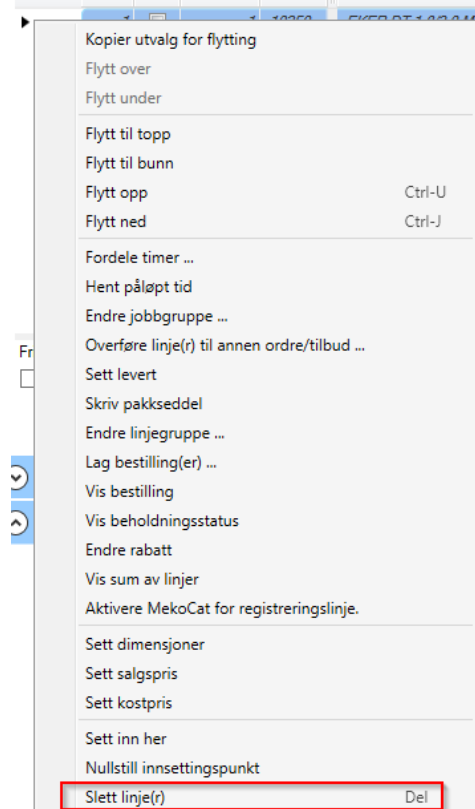 Kopier utvalg for flytting
Flytt over
Flytt under
Flytt til topp
Flytt til bunn
Flytt opp Ctrl-U
Flytt ned Ctrl-J
Fordele timer ...
Hent påløpt tid
Endre jobbgruppe ...
Overføre linje(r) til annen ordre/tilbud ...
Fr
Sett levert
Skriv pakkseddel
Endre linjegruppe ...
Lag bestilling(er) ...
Vis bestilling
Vis beholdningsstatus
Endre rabatt
Vis sum av linjer
Aktivere MekoCat for registreringslinje.
Sett dimensjoner
Sett salgspris
Sett kostpris
Sett inn her
Nullstill innsettingspunkt
Slett linje(r) Del